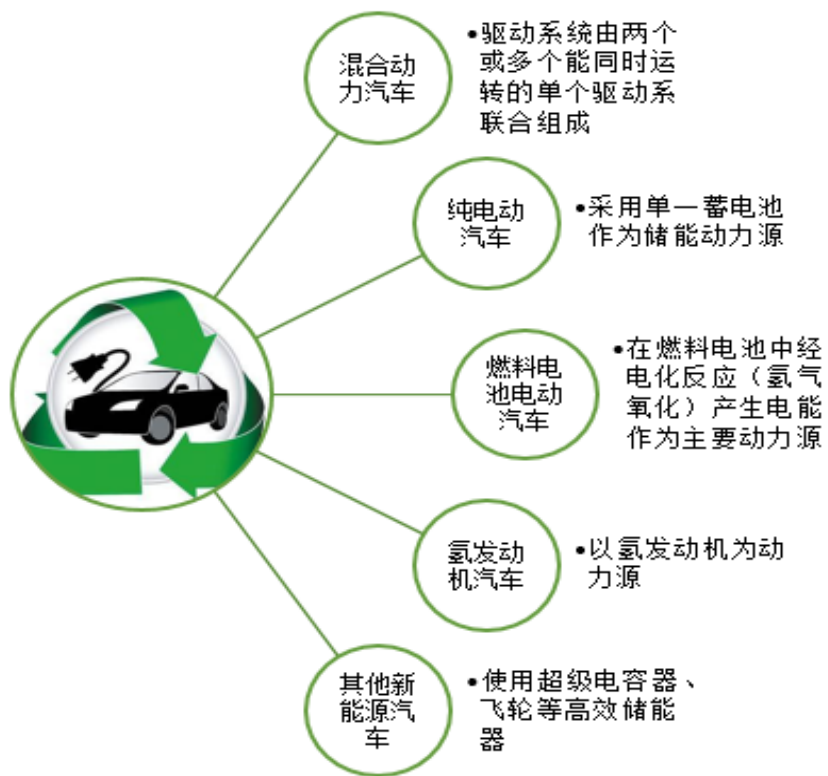 混合动
力汽车
•驱动系统由两个
或多个能同时运
转的单个驱动系
联合组成
纯电动
汽车
•采用单一蓄电池
作为储能动力源
燃料电
池电动
汽车
•在燃料电池中经
电化反应（氢气
氧化）产生电能
作为主要动力源
氢发动
机汽车
•以氢发动机为动
力源
其他新
能源汽
车
•使用超级电容器、
飞轮等高效储能
器